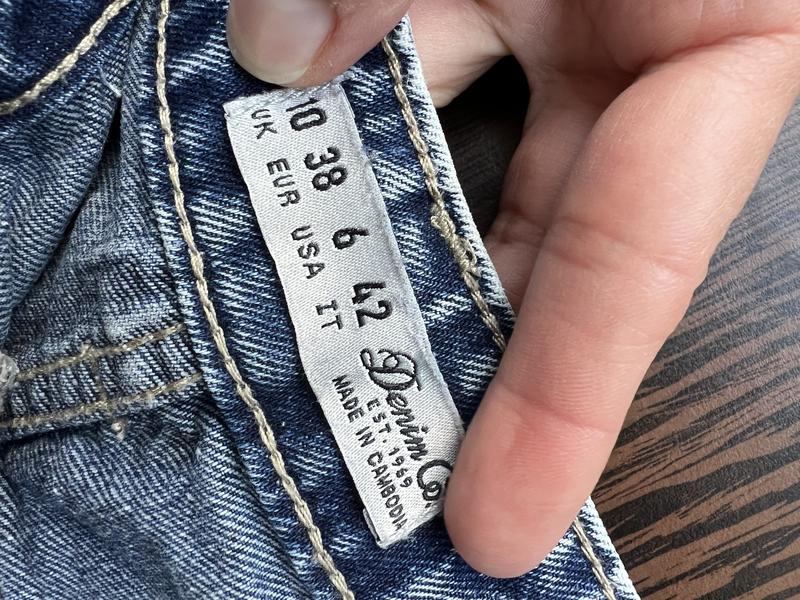 10 38 6 42
UK EUR USA IT
Denim Co.
EST. 1969
MADE IN CAMBODIA